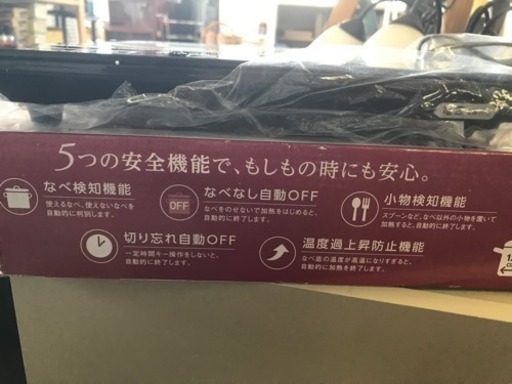 5つの安全機能で、もしもの時にも安心。
なべ検知機能
使えるなべ、使えないなべを
自動的に判別します。
OFF
なべなし自動OFF
なべをのせないで加熱をはじめると、
自動的に終了します。
小物検知機能
スプーンなど、なべ以外の小物を置いて
加熱すると、自動的に終了します。
切り忘れ自動OFF
一定時間キー操作をしないと、
自動的に終了します。
温度過上昇防止機能
なべ底の温度が高温になりすぎると、
自動的に加熱を終了します。